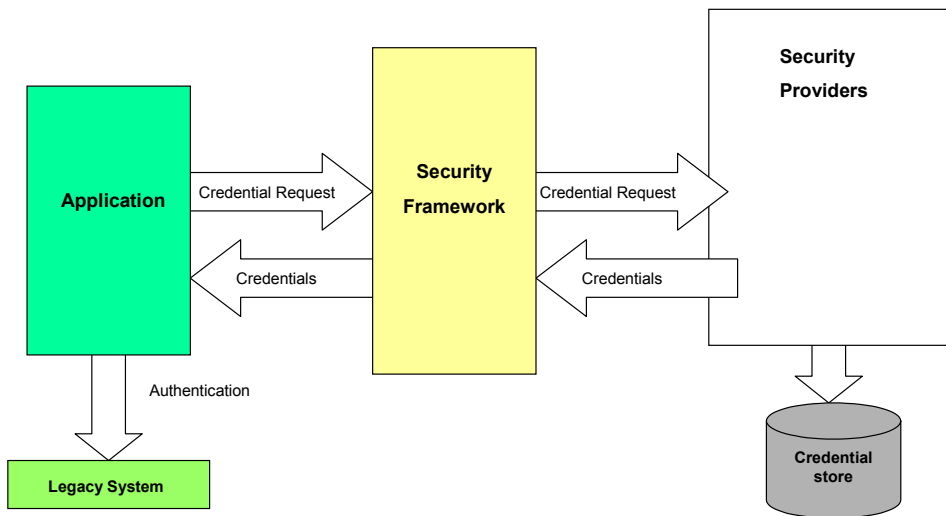 Security
Providers
Application
Credential Request
Security
Framework
Credential Request
Credentials
Credentials
Authentication
Legacy System
Credential
store